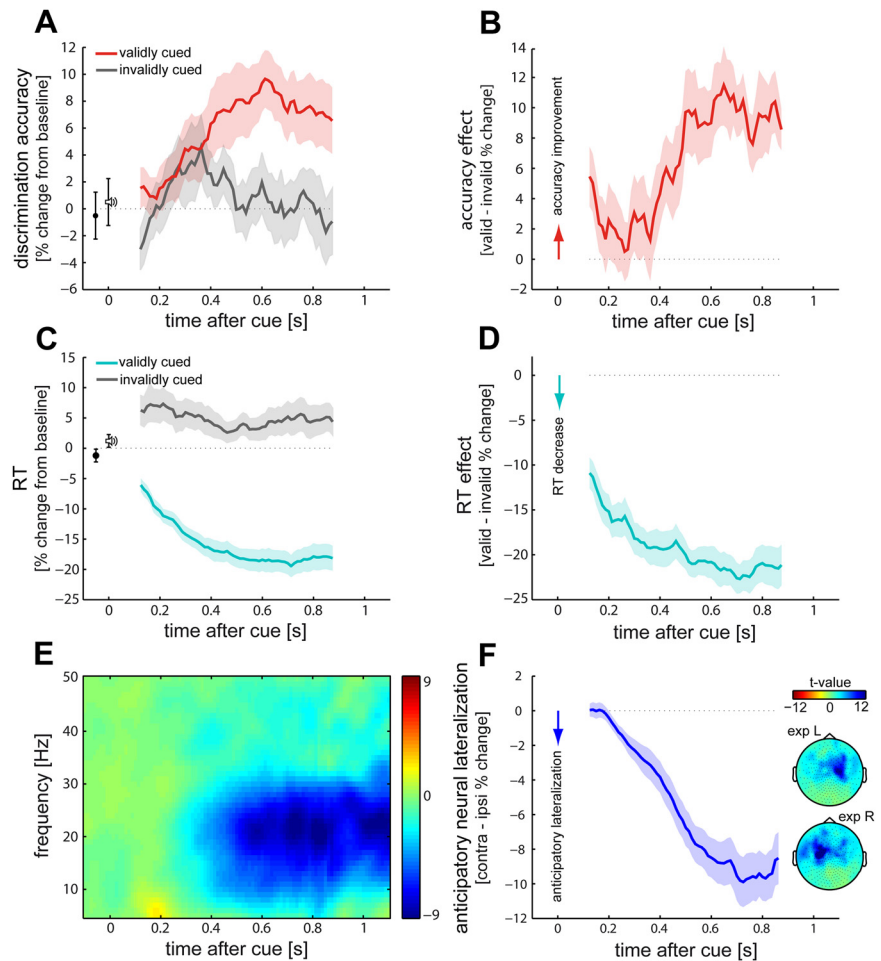 A
discrimination accuracy
[% change from baseline]
12
10
8
6
4
2
0
−2
−4
−6
validly cued
invalidly cued
0
0.2
0.4
0.6
0.8
1
time after cue [s]
B
accuracy effect
[valid - invalid % change]
14
12
10
8
6
4
2
0
−2
accuracy improvement
0
0.2
0.4
0.6
0.8
1
time after cue [s]
C
RT
[% change from baseline]
15
10
5
0
−5
−10
−15
−20
−25
validly cued
invalidly cued
0
0.2
0.4
0.6
0.8
1
time after cue [s]
D
RT effect
[valid - invalid % change]
0
−5
−10
−15
−20
−25
RT decrease
0
0.2
0.4
0.6
0.8
1
time after cue [s]
E
frequency [Hz]
50
40
30
20
10
0
0.2
0.4
0.6
0.8
1
time after cue [s]
9
0
−9
F
anticipatory neural lateralization
[contra - ipsi % change]
2
0
−2
−4
−6
−8
−10
−12
anticipatory lateralization
0
0.2
0.4
0.6
0.8
1
time after cue [s]
t-value
−12 0 12
exp L
exp R